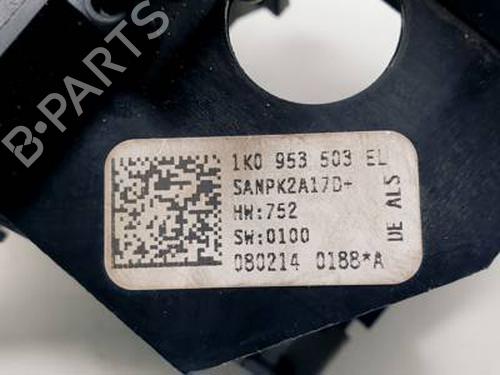 1K0 953 503 EL
SANPK2A17D+
HW:752
SW:0100
080214 0188*A
DE ALS
B-PARTS